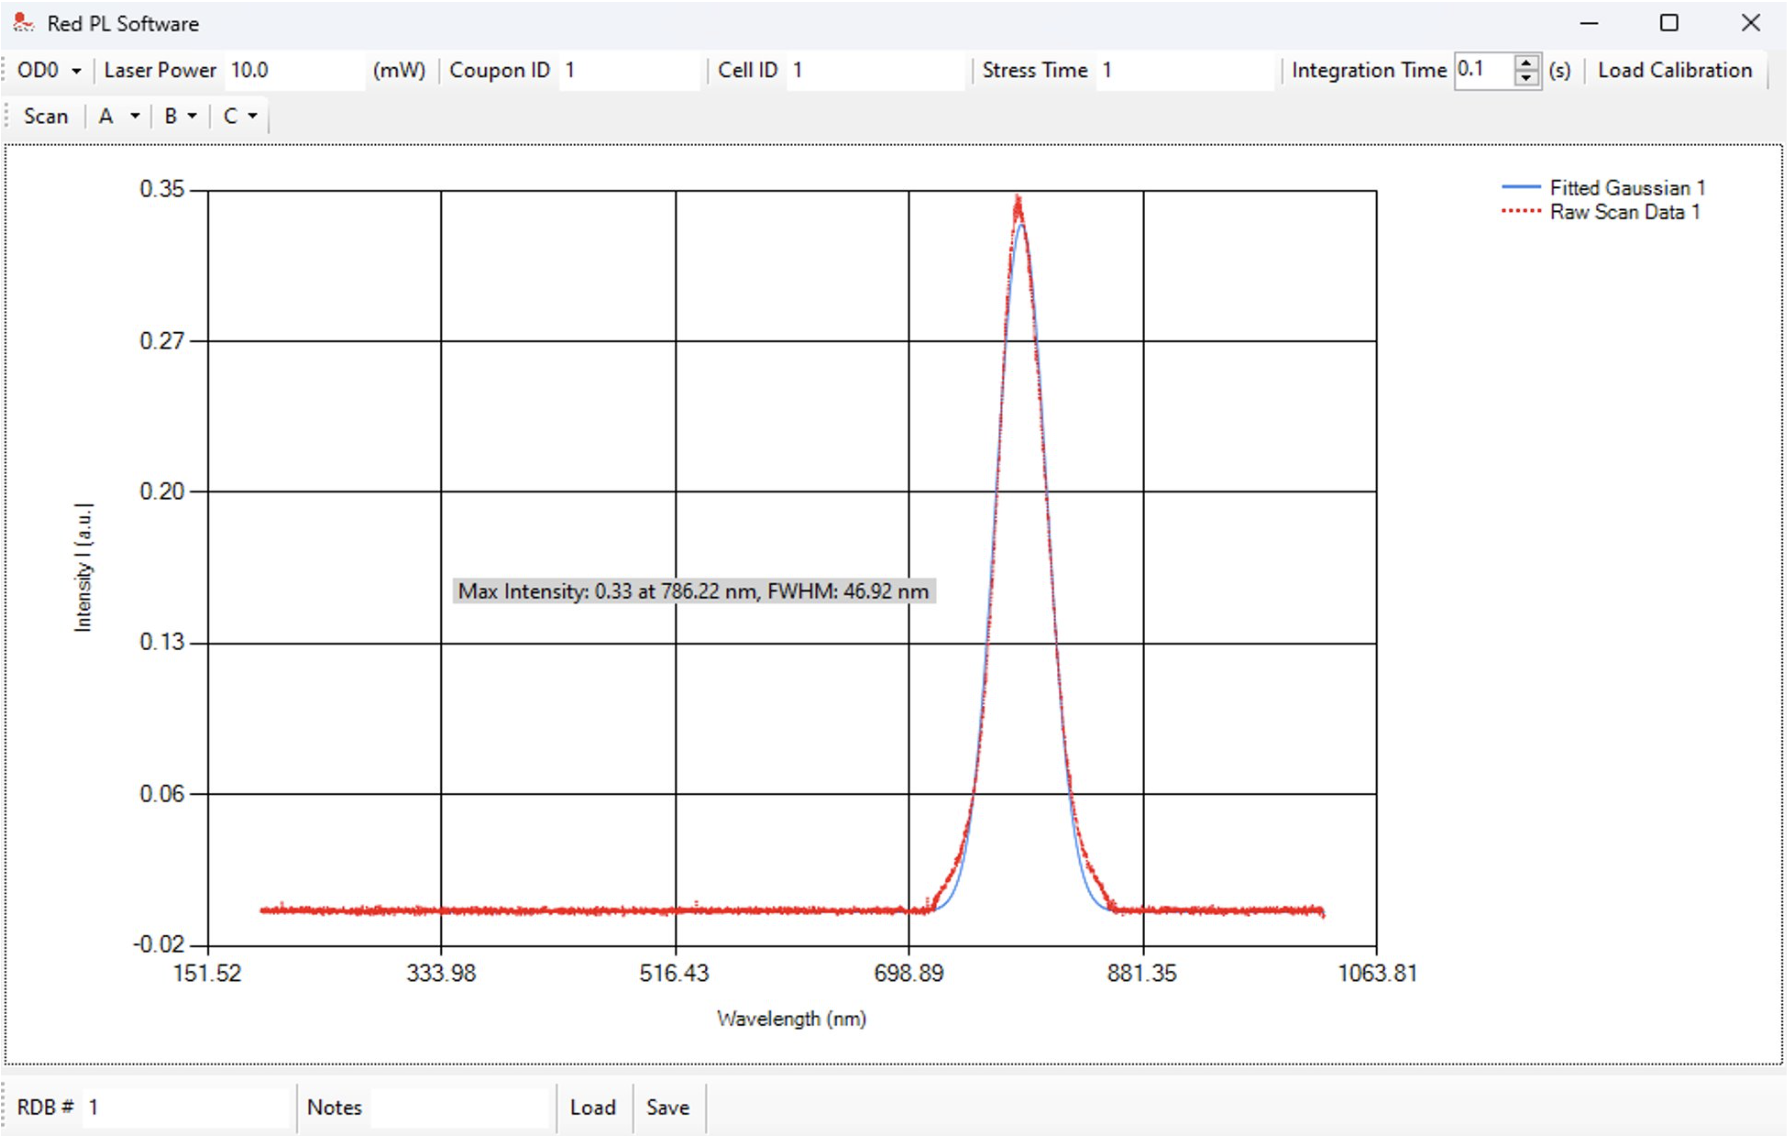 Red PL Software
OD0 Laser Power 10.0 (mW) Coupon ID 1 Cell ID 1 Stress Time 1 Integration Time 0.1 (s) Load Calibration
Scan A B C
Fitted Gaussian 1
Raw Scan Data 1
0.35
0.27
0.20
0.13
0.06
-0.02
Intensity I [a.u.]
Max Intensity: 0.33 at 786.22 nm, FWHM: 46.92 nm
151.52 333.98 516.43 698.89 881.35 1063.81
Wavelength (nm)
RDB # 1 Notes Load Save